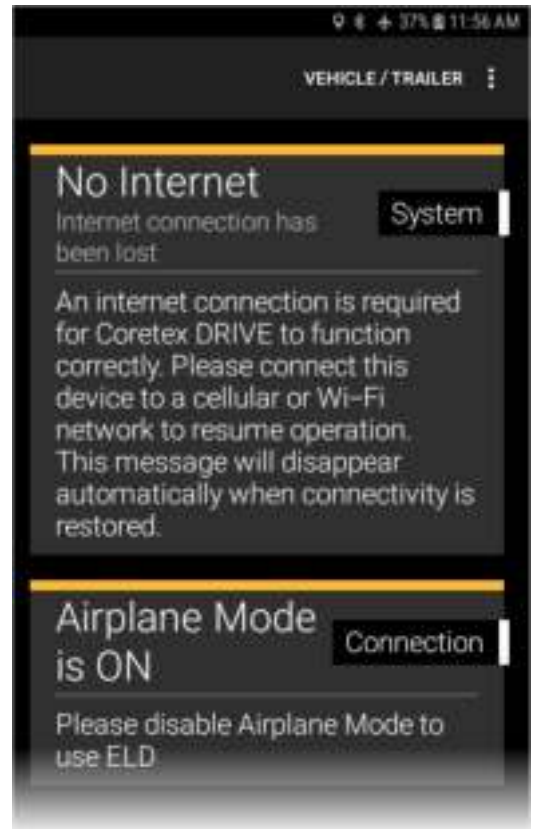 37% 11:56 AM
VEHICLE / TRAILER
No Internet
System
Internet connection has
been lost
An internet connection is required
for Coretex DRIVE to function
correctly. Please connect this
device to a cellular or Wi-Fi
network to resume operation.
This message will disappear
automatically when connectivity is
restored.
Airplane Mode
is ON
Connection
Please disable Airplane Mode to
use ELD